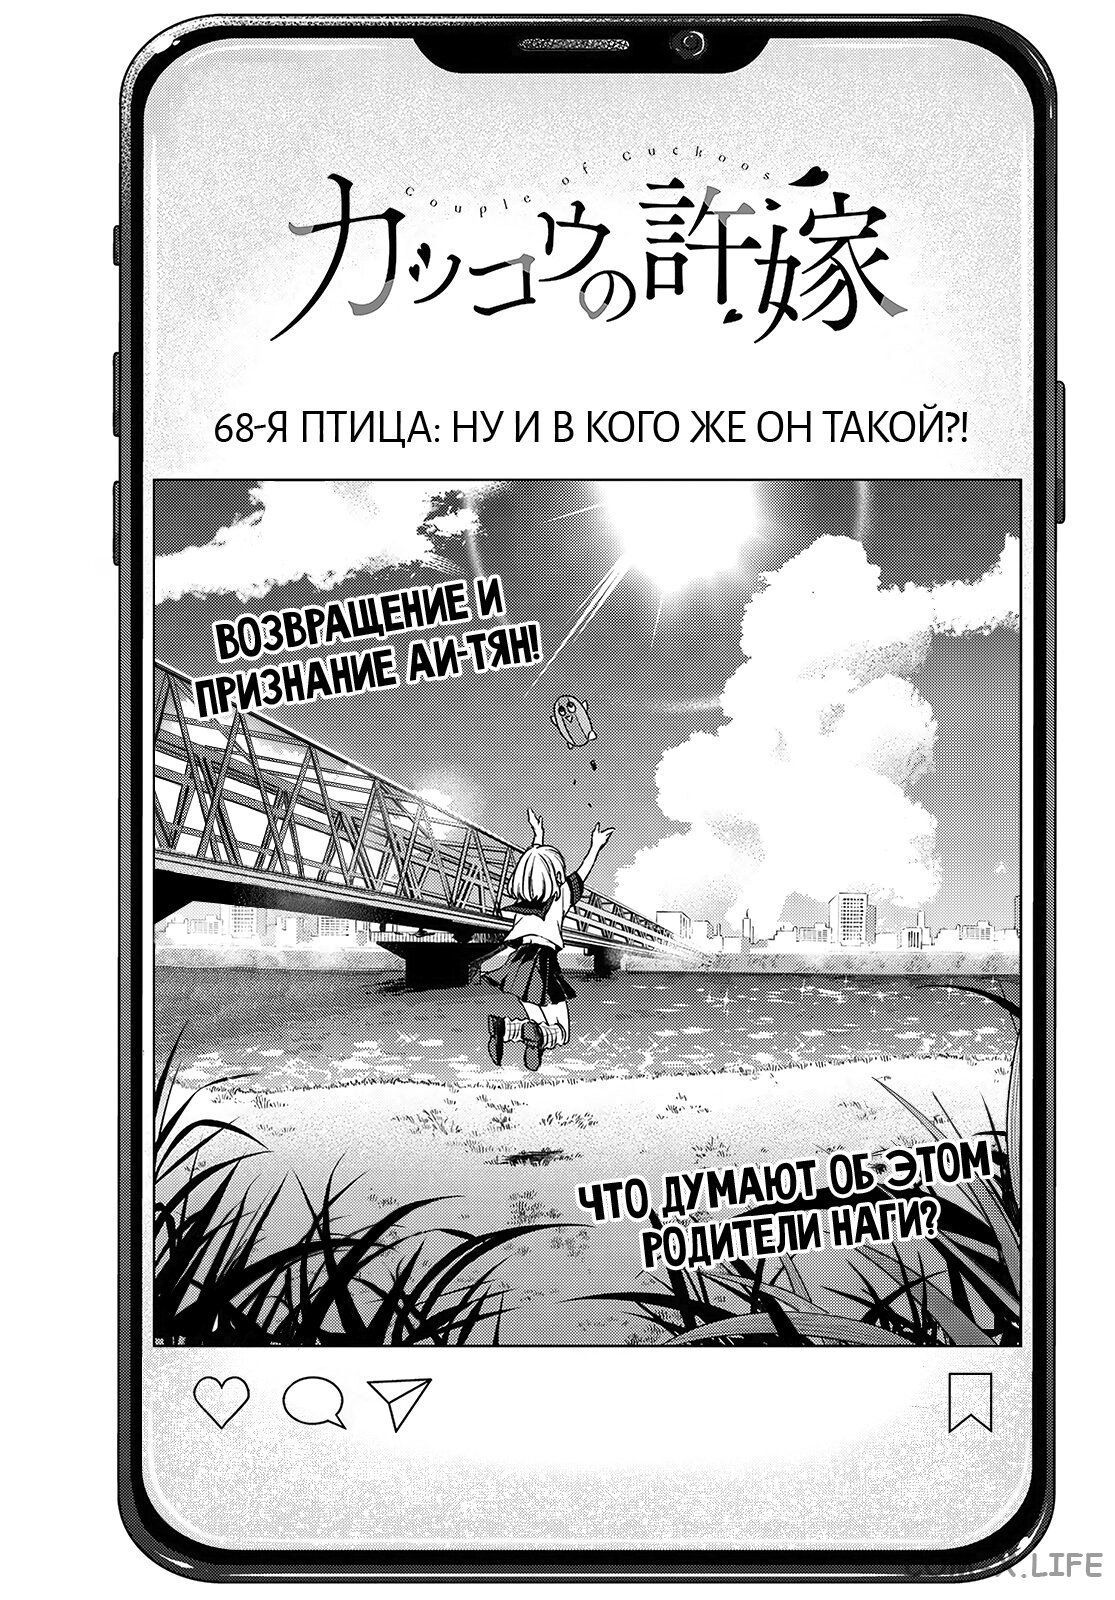 Couple of Cuckoos
カッコウの許嫁
68-Я ПТИЦА: НУ И В КОГО ЖЕ ОН ТАКОЙ?!
ВОЗВРАЩЕНИЕ И
ПРИЗНАНИЕ АИ-ТЯН!
ЧТО ДУМАЮТ ОБ ЭТОМ
РОДИТЕЛИ НАГИ?
COM-X.LIFE